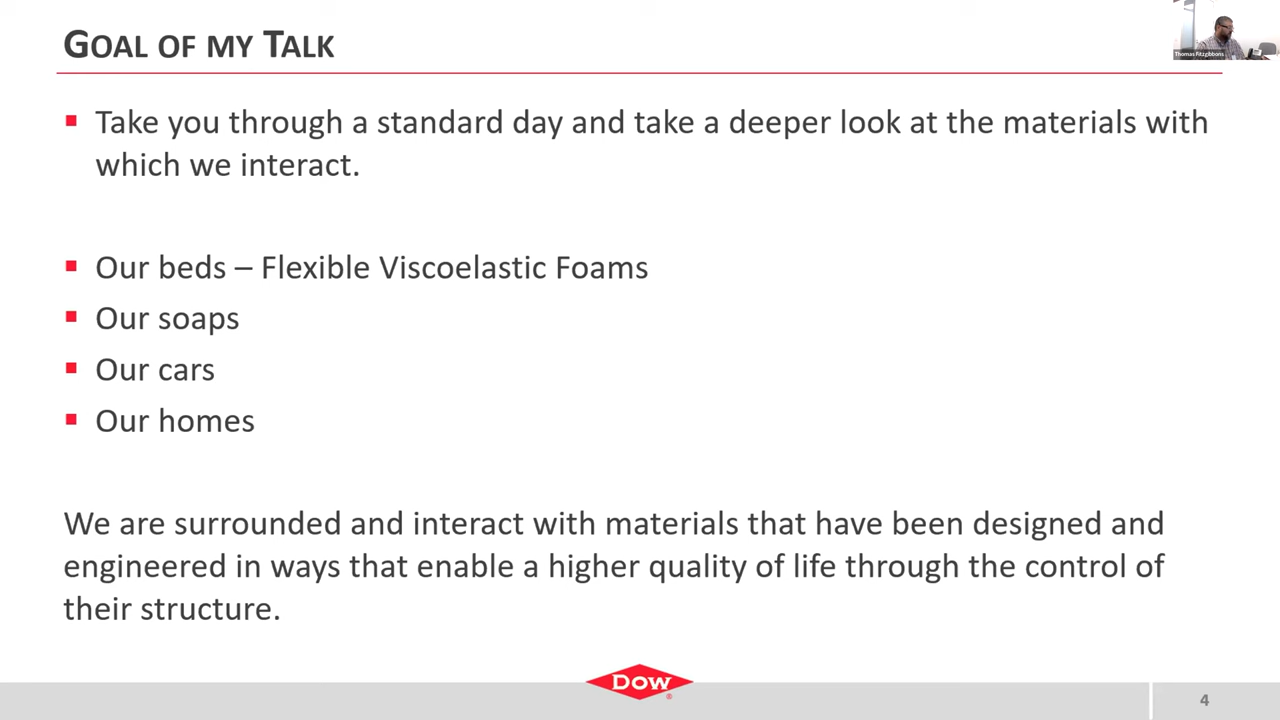 GOAL OF MY TALK
Thomas Fitzgibbons
▪ Take you through a standard day and take a deeper look at the materials with
which we interact.
▪ Our beds – Flexible Viscoelastic Foams
▪ Our soaps
▪ Our cars
▪ Our homes
We are surrounded and interact with materials that have been designed and
engineered in ways that enable a higher quality of life through the control of
their structure.
DOW
®
4